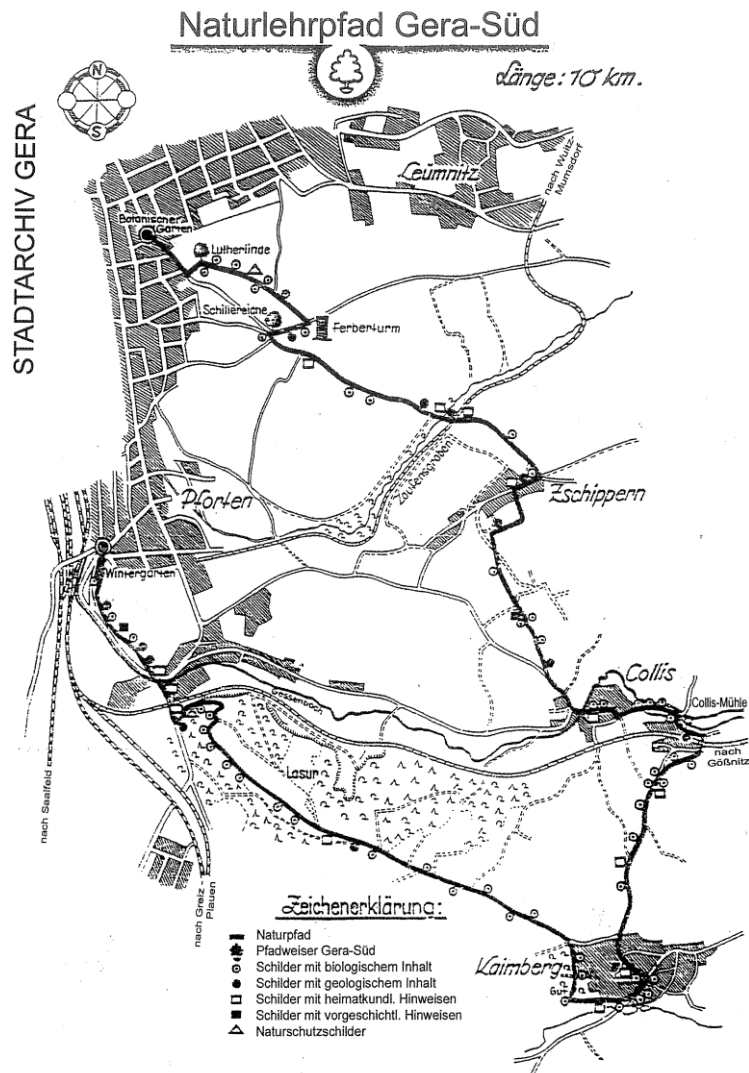 Naturlehrpfad Gera-Süd
Länge: 10 km.
N
S
STADTARCHIV GERA
Leumnitz
nach Wuitz-
Mumsdorf
Botanischer
Garten
Lutherlinde
Schillereiche
Ferberturm
Zaufensgraben
Pforten
Zschippern
Wintergarten
Collis
Collis-Mühle
Gessenbach
nach
Gößnitz
Lasur
nach Saalfeld
nach Greiz -
Plauen
Kaimberg
Gut
Zeichenerklärung:
Naturpfad
Pfadweiser Gera-Süd
Schilder mit biologischem Inhalt
Schilder mit geologischem Inhalt
Schilder mit heimatkundl. Hinweisen
Schilder mit vorgeschichtl. Hinweisen
Naturschutzschilder